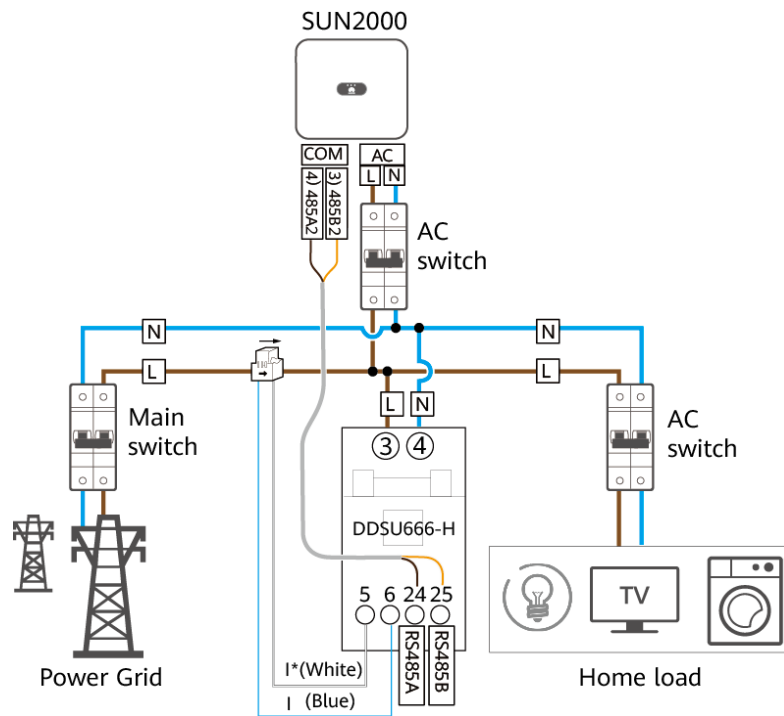 SUN2000
COM
AC
L
N
4) 485A2
3) 485B2
AC
switch
N
N
L
L
Main
switch
L
N
AC
switch
3
4
DDSU666-H
5
6
24
25
RS485A
RS485B
TV
I*(White)
I (Blue)
Power Grid
Home load